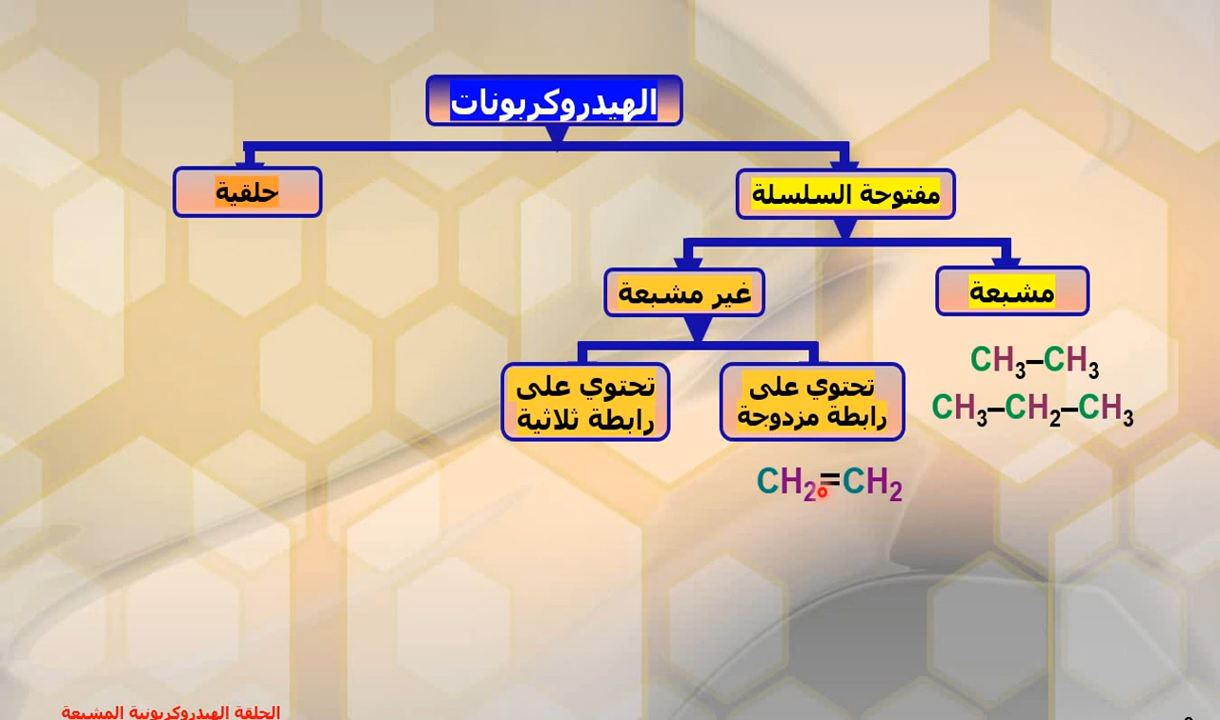 الهيدروكربونات
مفتوحة السلسلة
حلقية
مشبعة
غير مشبعة
CH₃–CH₃
CH₃–CH₂–CH₃
تحتوي على
رابطة مزدوجة
تحتوي على
رابطة ثلاثية
CH₂=CH₂
الحلقة الهيدروكربونية المشبعة